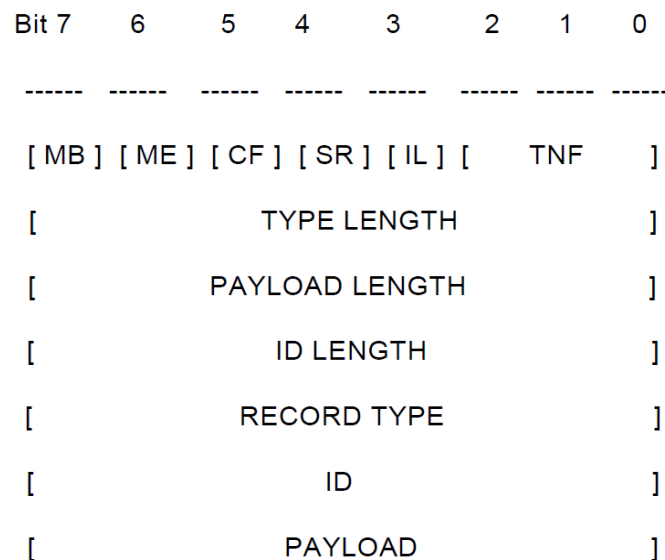 Bit 7 6 5 4 3 2 1 0
------ ------ ------ ------ ------ ------ ------ ------
[ MB ] [ ME ] [ CF ] [ SR ] [ IL ] [ TNF ]
[ TYPE LENGTH ]
[ PAYLOAD LENGTH ]
[ ID LENGTH ]
[ RECORD TYPE ]
[ ID ]
[ PAYLOAD ]